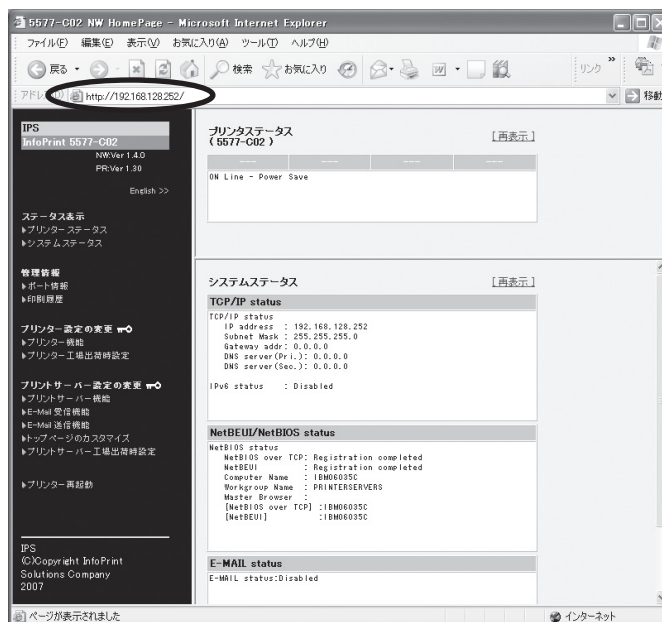 5577-C02 NW HomePage - Microsoft Internet Explorer
ファイル(F) 編集(E) 表示(V) お気に入り(A) ツール(T) ヘルプ(H)
戻る 検索 お気に入り リンク »
http://192.168.128.252/ 移動
IPS
InfoPrint 5577-C02
NW:Ver 1.4.0
PR:Ver 1.30
English >>
ステータス表示
プリンターステータス
システムステータス
管理情報
ポート情報
印刷履歴
プリンター設定の変更
プリンター機能
プリンター工場出荷時設定
プリントサーバー設定の変更
プリントサーバー機能
E-Mail 受信機能
E-Mail 送信機能
トップページのカスタマイズ
プリントサーバー工場出荷時設定
プリンター再起動
IPS
(C)Copyright InfoPrint
Solutions Company
2007
プリンタステータス
( 5577-C02 )
[再表示]
--- --- --- ---
ON Line - Power Save
システムステータス [再表示]
TCP/IP status
TCP/IP status
IP address : 192.168.128.252
Subnet Mask : 255.255.255.0
Gateway addr: 0.0.0.0
DNS server(Pri.): 0.0.0.0
DNS server(Sec.): 0.0.0.0
IPv6 status : Disabled
NetBEUI/NetBIOS status
NetBIOS status
NetBIOS over TCP: Registration completed
NetBEUI : Registration completed
Computer Name : IBM06035C
Workgroup Name : PRINTERSERVERS
Master Browser :
[NetBIOS over TCP] :IBM06035C
[NetBEUI] :IBM06035C
E-MAIL status
E-MAIL status:Disabled
ページが表示されました インターネット